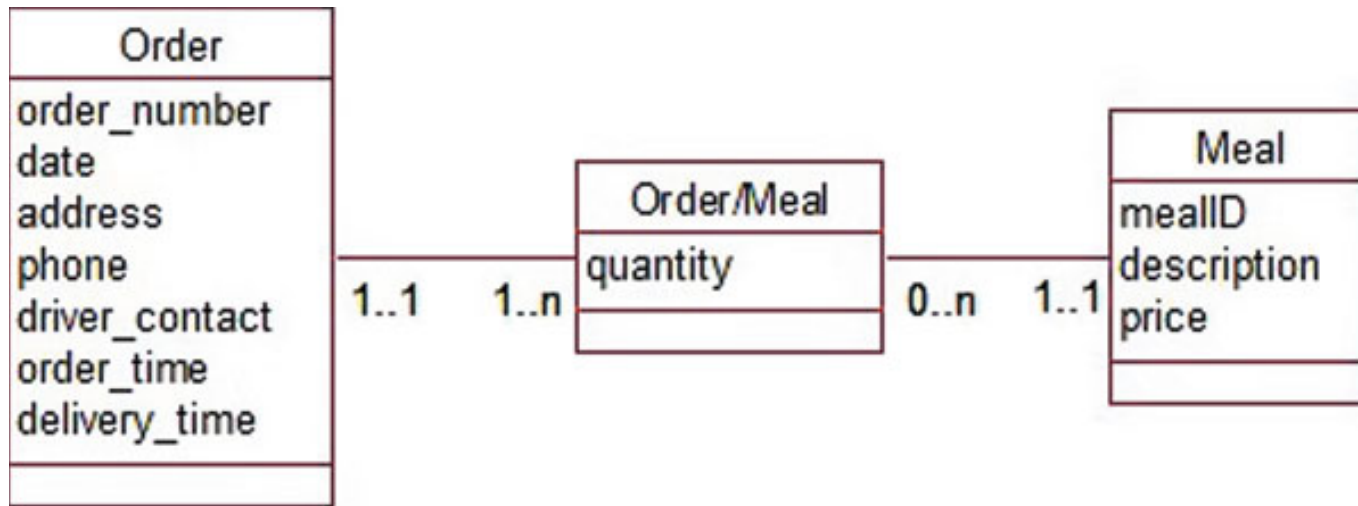 Order
order_number
date
address
phone
driver_contact
order_time
delivery_time
1..1
1..n
Order/Meal
quantity
0..n
1..1
Meal
mealID
description
price